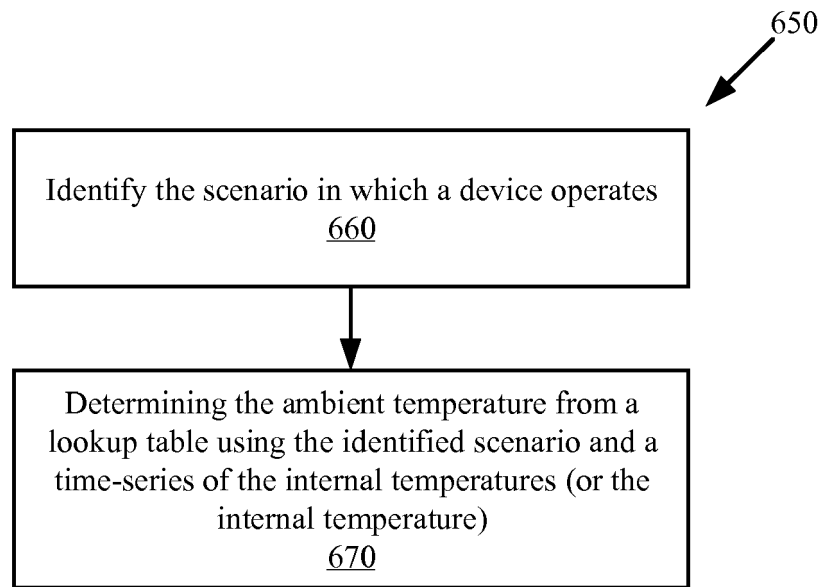 650
Identify the scenario in which a device operates
660
Determining the ambient temperature from a
lookup table using the identified scenario and a
time-series of the internal temperatures (or the
internal temperature)
670